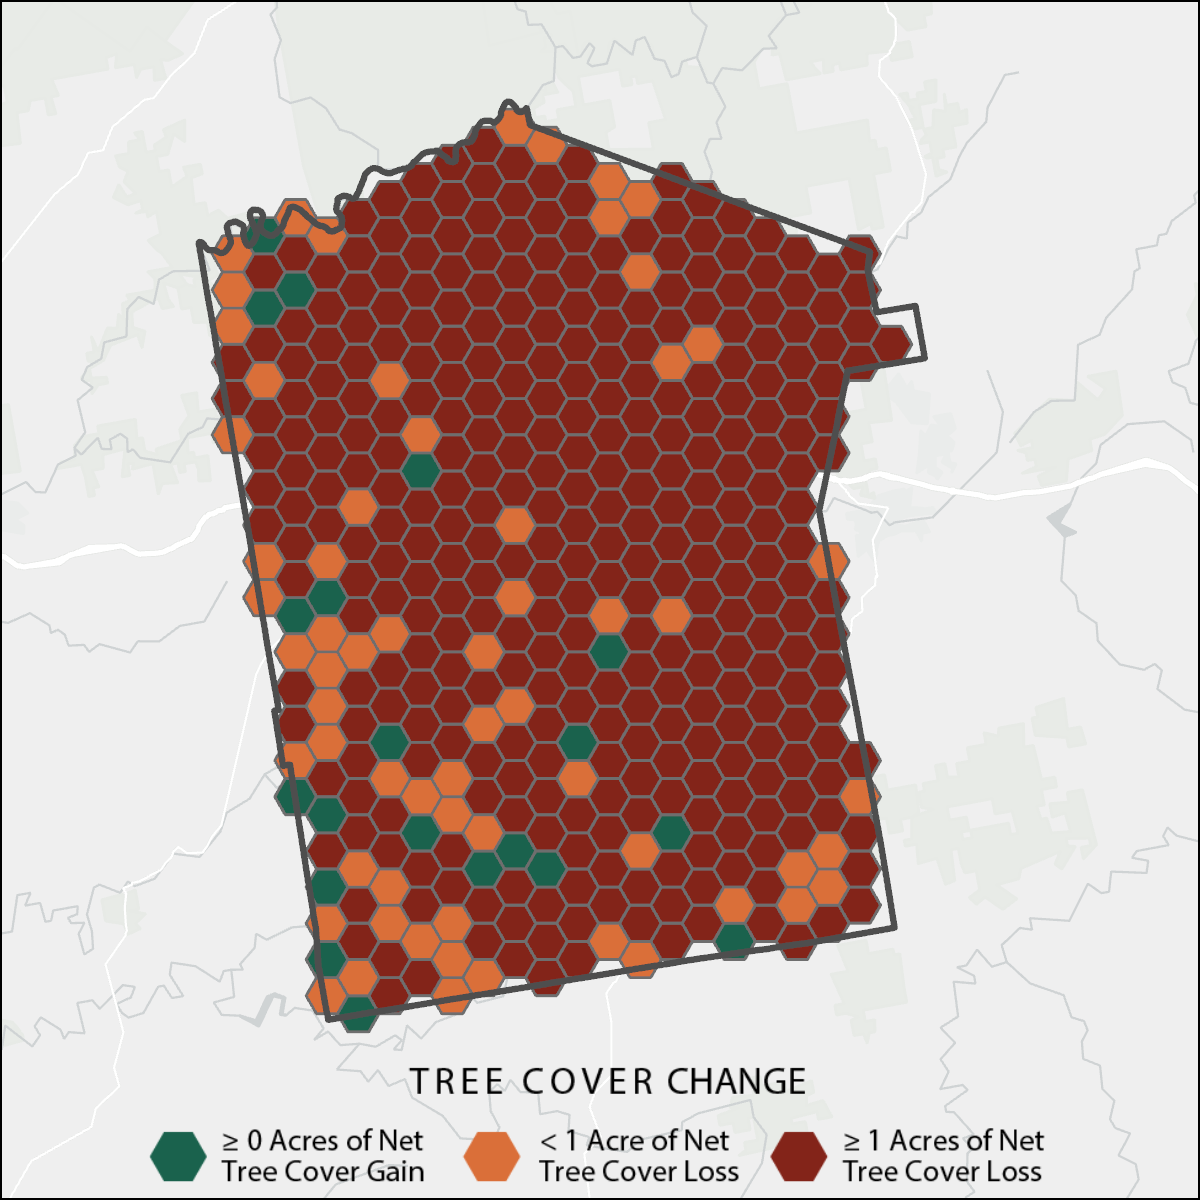 TREE COVER CHANGE
≥ 0 Acres of Net
Tree Cover Gain
< 1 Acre of Net
Tree Cover Loss
≥ 1 Acres of Net
Tree Cover Loss